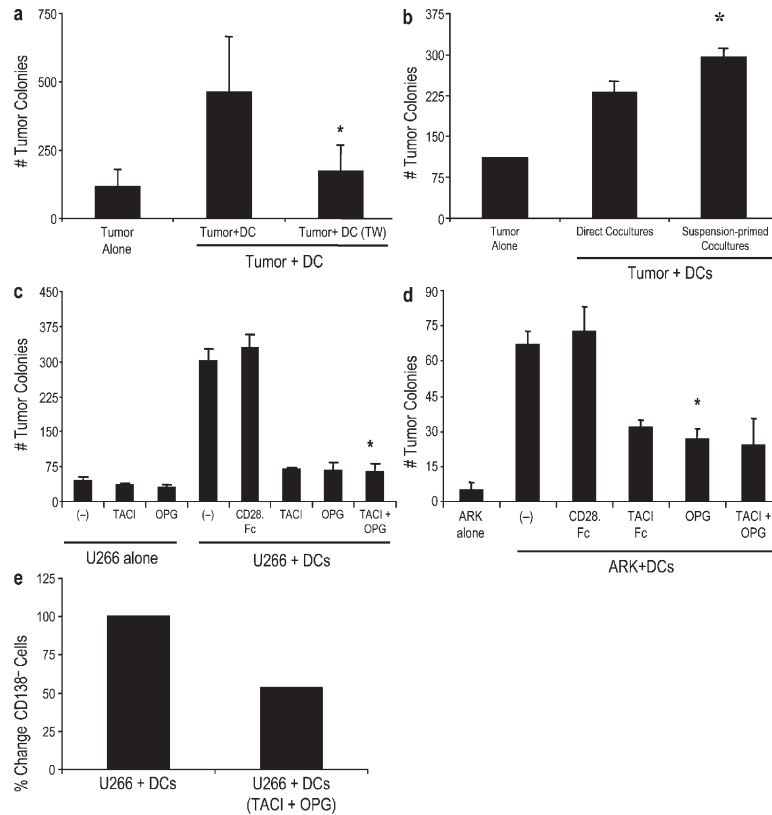 a
750
500
250
0
# Tumor Colonies
*
Tumor
Alone
Tumor+DC
Tumor+ DC (TW)
Tumor + DC
b
375
300
225
150
75
0
# Tumor Colonies
*
Tumor
Alone
Direct Cocultures
Suspension-primed
Cocultures
Tumor + DCs
c
450
375
300
225
150
75
0
# Tumor Colonies
*
(–)
TACI
OPG
(–)
CD28.
Fc
TACI
OPG
TACI +
OPG
U266 alone
U266 + DCs
d
90
75
60
45
30
15
0
# Tumor Colonies
*
ARK
alone
(–)
CD28.
Fc
TACI
Fc
OPG
TACI +
OPG
ARK+DCs
e
125
100
75
50
25
0
% Change CD138⁻ Cells
U266 + DCs
U266 + DCs
(TACI + OPG)